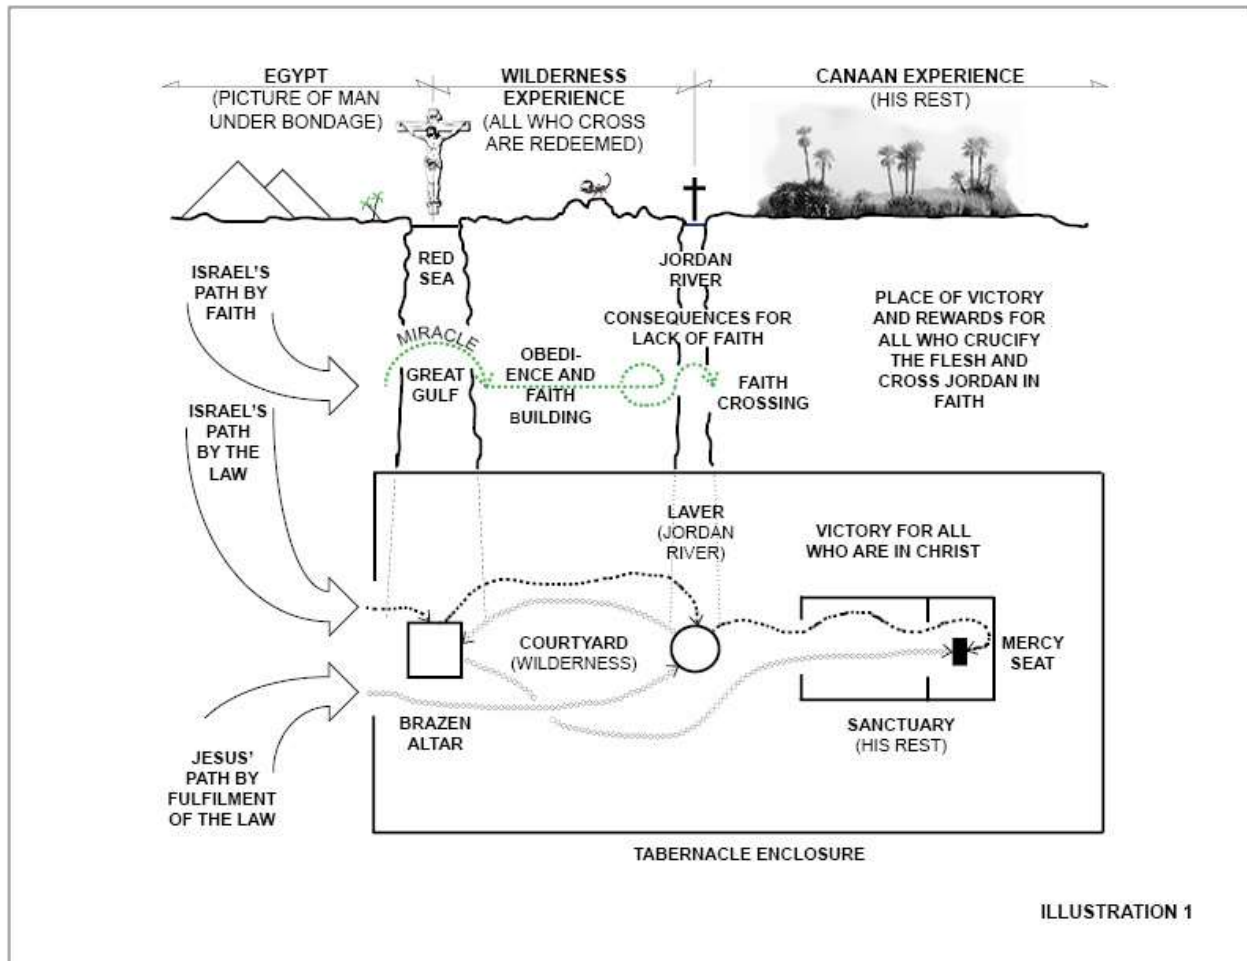 EGYPT
(PICTURE OF MAN
UNDER BONDAGE)
WILDERNESS
EXPERIENCE
(ALL WHO CROSS
ARE REDEEMED)
CANAAN EXPERIENCE
(HIS REST)
RED
SEA
JORDAN
RIVER
ISRAEL'S
PATH BY
FAITH
MIRACLE
GREAT
GULF
OBEDI-
ENCE AND
FAITH
BUILDING
CONSEQUENCES FOR
LACK OF FAITH
FAITH
CROSSING
PLACE OF VICTORY
AND REWARDS FOR
ALL WHO CRUCIFY
THE FLESH AND
CROSS JORDAN IN
FAITH
ISRAEL'S
PATH
BY THE
LAW
LAVER
(JORDAN
RIVER)
VICTORY FOR ALL
WHO ARE IN CHRIST
COURTYARD
(WILDERNESS)
MERCY
SEAT
BRAZEN
ALTAR
SANCTUARY
(HIS REST)
JESUS'
PATH BY
FULFILMENT
OF THE LAW
TABERNACLE ENCLOSURE
ILLUSTRATION 1